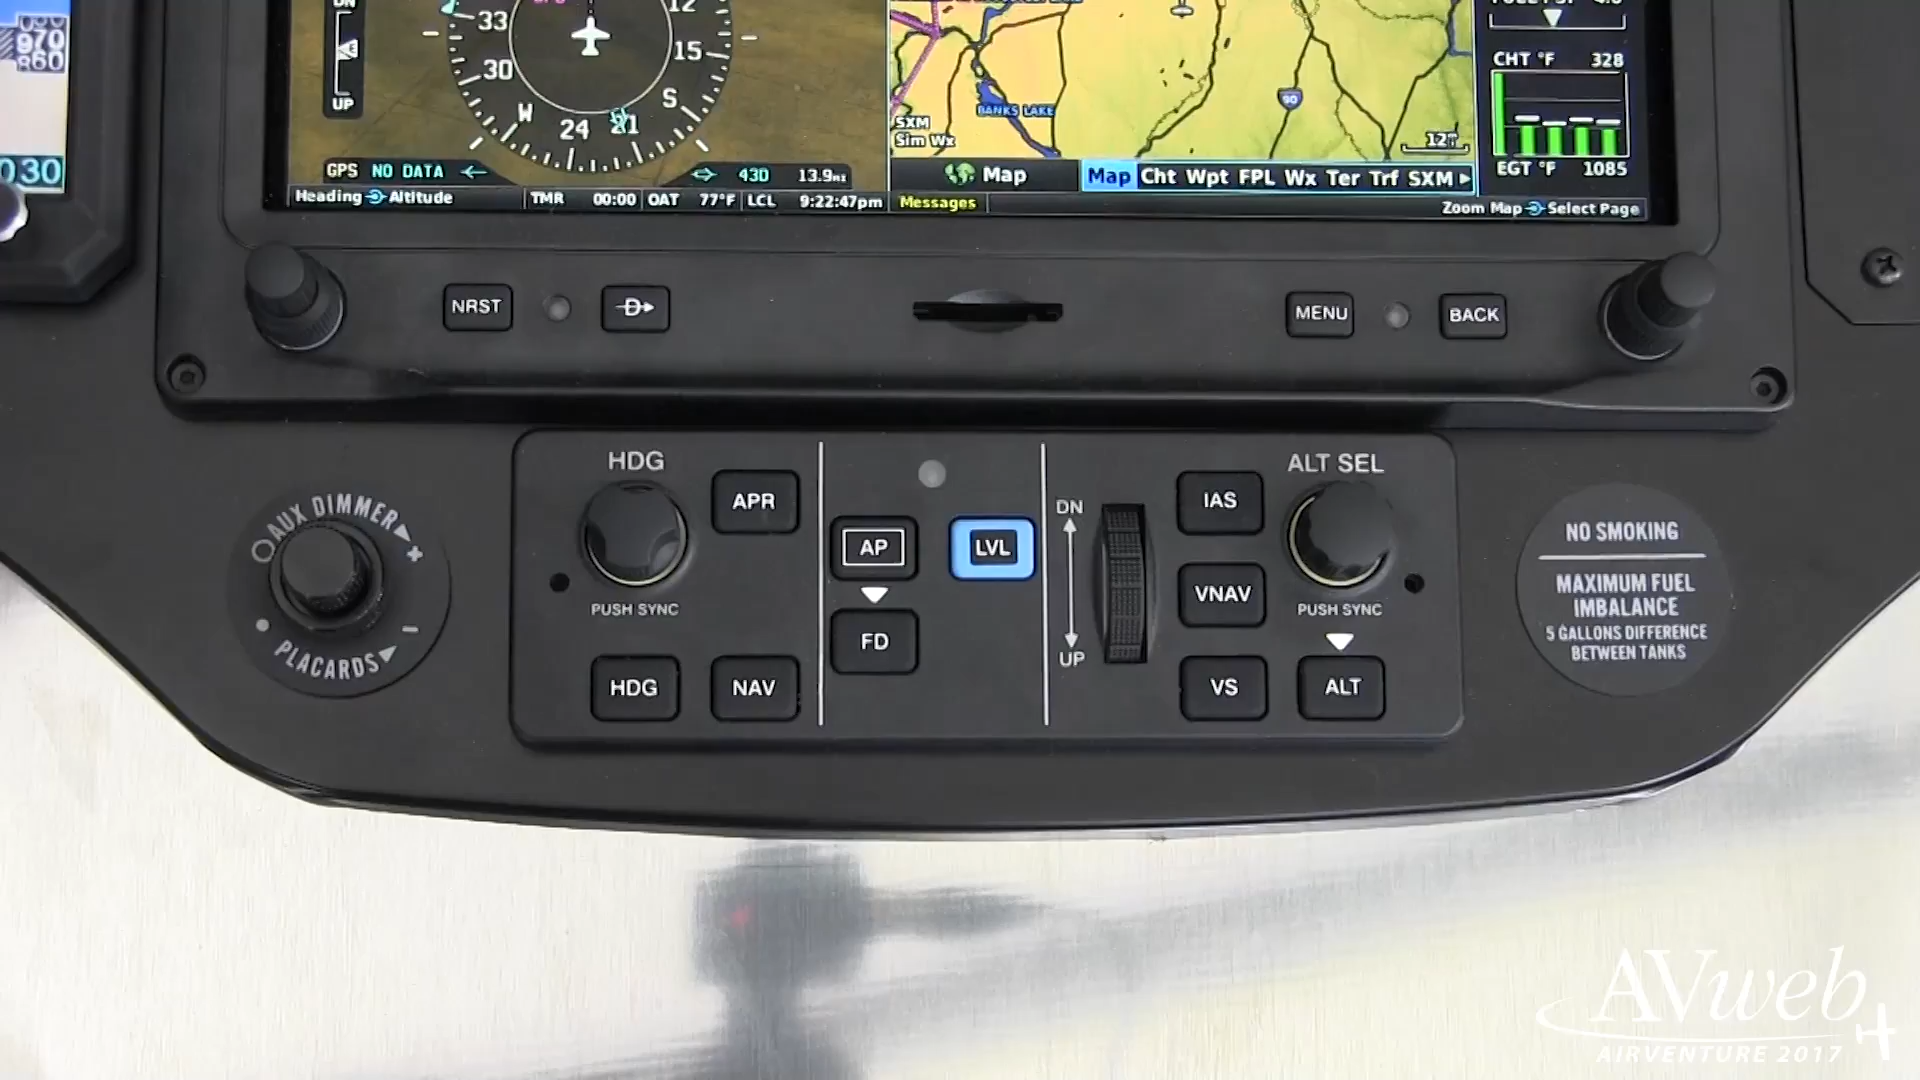 DN
UP
970
030
33
30
W
24
21
S
15
12
GPS NO DATA
43D 13.9NM
Heading Altitude
TMR 00:00
OAT 77°F
LCL 9:22:47pm
BANKS LAKE
90
SXM
Sim Wx
Map
Map Cht Wpt FPL Wx Ter Trf SXM
Messages
Zoom Map Select Page
CHT °F 328
EGT °F 1085
NRST
D
MENU
BACK
AUX DIMMER
+
−
PLACARDS
HDG
PUSH SYNC
APR
HDG
NAV
AP
LVL
FD
DN
UP
IAS
VNAV
VS
ALT SEL
PUSH SYNC
ALT
NO SMOKING
MAXIMUM FUEL
IMBALANCE
5 GALLONS DIFFERENCE
BETWEEN TANKS
AVweb
AIRVENTURE 2017